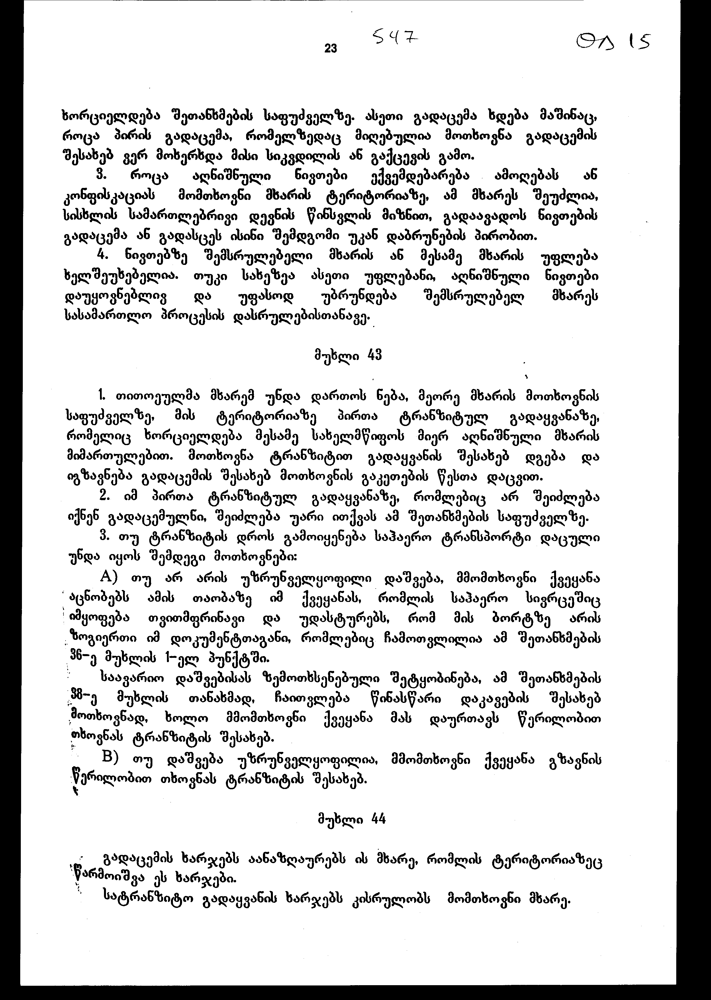 547
23
15
ხორციელდება შეთანხმების საფუძველზე. ასეთი გადაცემა ხდება მაშინაც,
როცა პირის გადაცემა, რომელზედაც მიღებულია მოთხოვნა გადაცემის
შესახებ ვერ მოხერხდა მისი სიკვდილის ან გაქცევის გამო.
3. როცა აღნიშნული ნივთები ექვემდებარება ამოღებას ან
კონფისკაციას მომთხოვნი მხარის ტერიტორიაზე, ამ მხარეს შეუძლია,
სისხლის სამართლებრივი დევნის წინსვლის მიზნით, გადაავადოს ნივთების
გადაცემა ან გადასცეს ისინი შემდგომი უკან დაბრუნების პირობით.
4. ნივთებზე შემსრულებელი მხარის ან მესამე მხარის უფლება
ხელშეუხებელია. თუკი სახეზეა ასეთი უფლებანი, აღნიშნული ნივთები
დაუყოვნებლივ და უფასოდ უბრუნდება შემსრულებელ მხარეს
სასამართლო პროცესის დასრულებისთანავე.
მუხლი 43
1. თითოეულმა მხარემ უნდა დართოს ნება, მეორე მხარის მოთხოვნის
საფუძველზე, მის ტერიტორიაზე პირთა ტრანზიტულ გადაყვანაზე,
რომელიც ხორციელდება მესამე სახელმწიფოს მიერ აღნიშნული მხარის
მიმართულებით. მოთხოვნა ტრანზიტით გადაყვანის შესახებ დგება და
იგზავნება გადაცემის შესახებ მოთხოვნის გაკეთების წესთა დაცვით.
2. იმ პირთა ტრანზიტულ გადაყვანაზე, რომლებიც არ შეიძლება
იქნენ გადაცემულნი, შეიძლება უარი ითქვას ამ შეთანხმების საფუძველზე.
3. თუ ტრანზიტის დროს გამოიყენება საჰაერო ტრანსპორტი დაცული
უნდა იყოს შემდეგი მოთხოვნები:
A) თუ არ არის უზრუნველყოფილი დაშვება, მმომთხოვნი ქვეყანა
აცნობებს ამის თაობაზე იმ ქვეყანას, რომლის საჰაერო სივრცეშიც
იმყოფება თვითმფრინავი და უდასტურებს, რომ მის ბორტზე არის
ზოგიერთი იმ დოკუმენტთაგანი, რომლებიც ჩამოთვლილია ამ შეთანხმების
36-ე მუხლის 1-ელ პუნქტში.
საავარიო დაშვებისას ზემოთხსენებული შეტყობინება, ამ შეთანხმების
38-ე მუხლის თანახმად, ჩაითვლება წინასწარი დაკავების შესახებ
მოთხოვნად, ხოლო მმომთხოვნი ქვეყანა მას დაურთავს წერილობით
თხოვნას ტრანზიტის შესახებ.
B) თუ დაშვება უზრუნველყოფილია, მმომთხოვნი ქვეყანა გზავნის
წერილობით თხოვნას ტრანზიტის შესახებ.
მუხლი 44
გადაცემის ხარჯებს აანაზღაურებს ის მხარე, რომლის ტერიტორიაზეც
წარმოიშვა ეს ხარჯები.
სატრანზიტო გადაყვანის ხარჯებს კისრულობს მომთხოვნი მხარე.